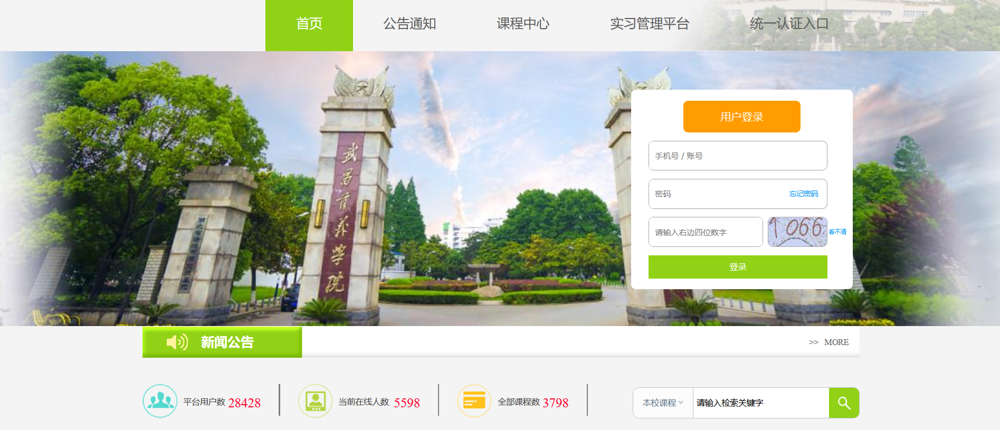 首页
公告通知
课程中心
实习管理平台
统一认证入口
武昌首义学院
用户登录
手机号 / 账号
密码
忘记密码
请输入右边四位数字
1066
看不清
登录
新闻公告
>> MORE
平台用户数 28428
当前在线人数 5598
全部课程数 3798
本校课程
请输入检索关键字